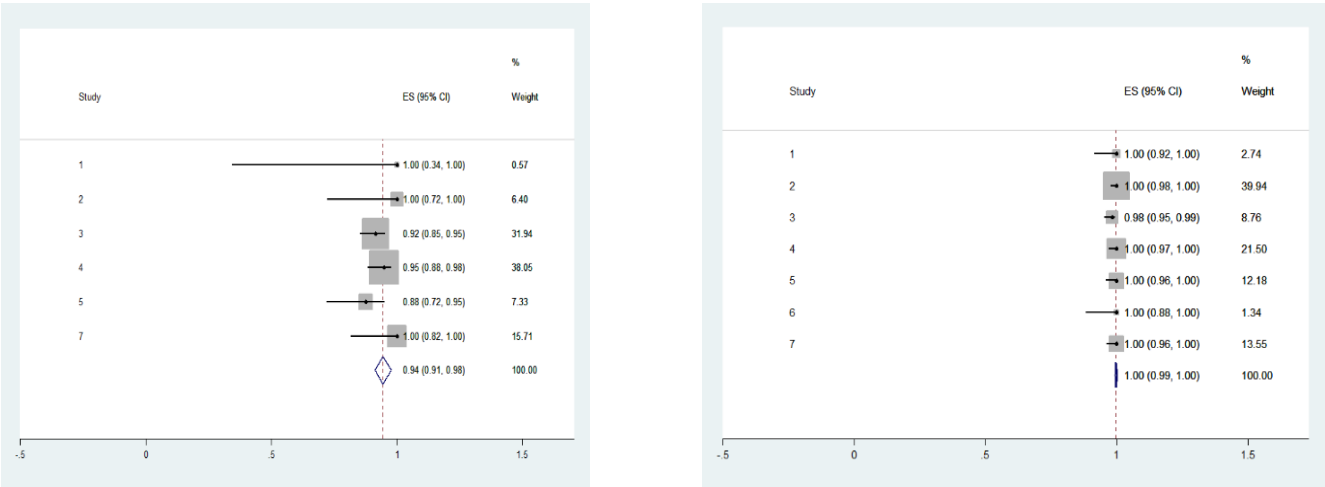 %
Study ES (95% CI) Weight
1 1.00 (0.34, 1.00) 0.57
2 1.00 (0.72, 1.00) 6.40
3 0.92 (0.85, 0.95) 31.94
4 0.95 (0.88, 0.98) 38.05
5 0.88 (0.72, 0.95) 7.33
7 1.00 (0.82, 1.00) 15.71
0.94 (0.91, 0.98) 100.00
-.5 0 .5 1 1.5
%
Study ES (95% CI) Weight
1 1.00 (0.92, 1.00) 2.74
2 1.00 (0.98, 1.00) 39.94
3 0.98 (0.95, 0.99) 8.76
4 1.00 (0.97, 1.00) 21.50
5 1.00 (0.96, 1.00) 12.18
6 1.00 (0.88, 1.00) 1.34
7 1.00 (0.96, 1.00) 13.55
1.00 (0.99, 1.00) 100.00
-.5 0 .5 1 1.5